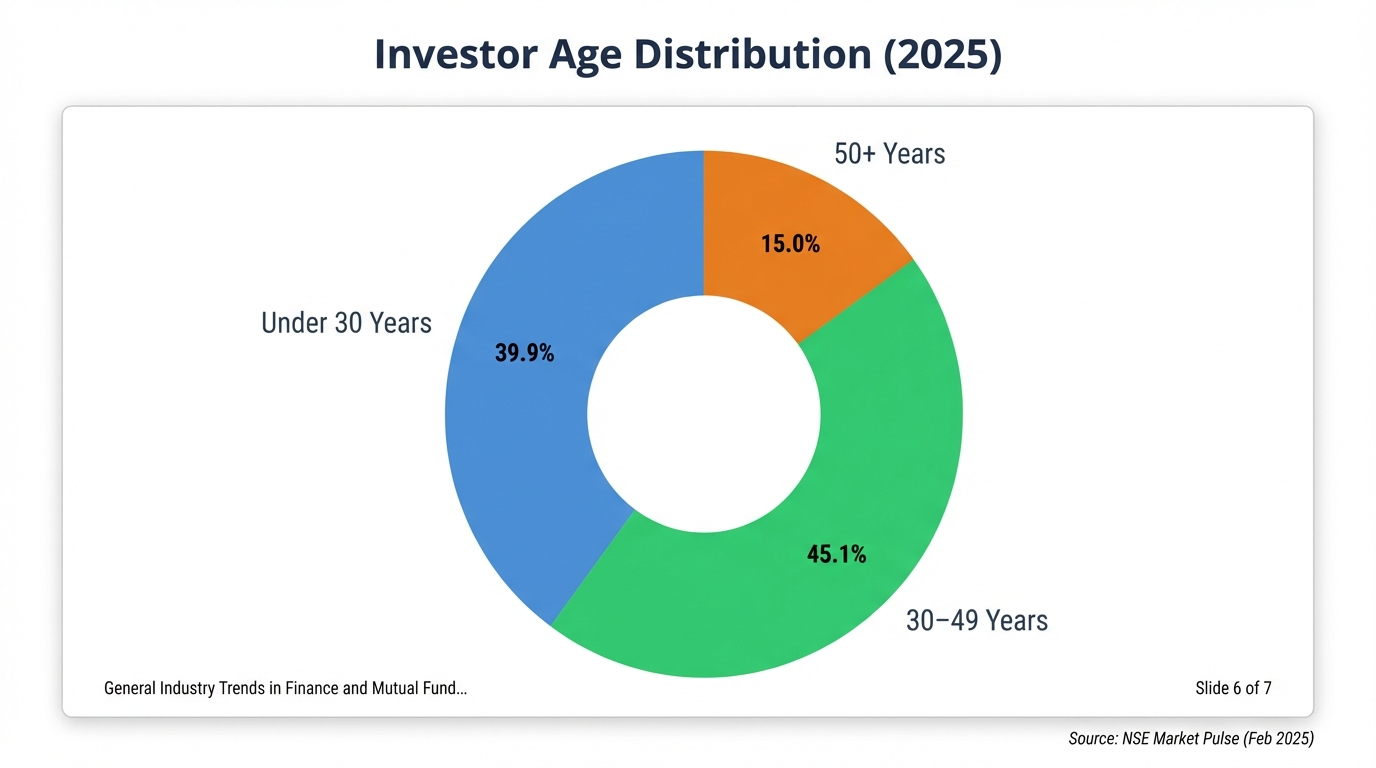 Investor Age Distribution (2025)
50+ Years
15.0%
Under 30 Years
39.9%
45.1%
30–49 Years
General Industry Trends in Finance and Mutual Fund...
Slide 6 of 7
Source: NSE Market Pulse (Feb 2025)